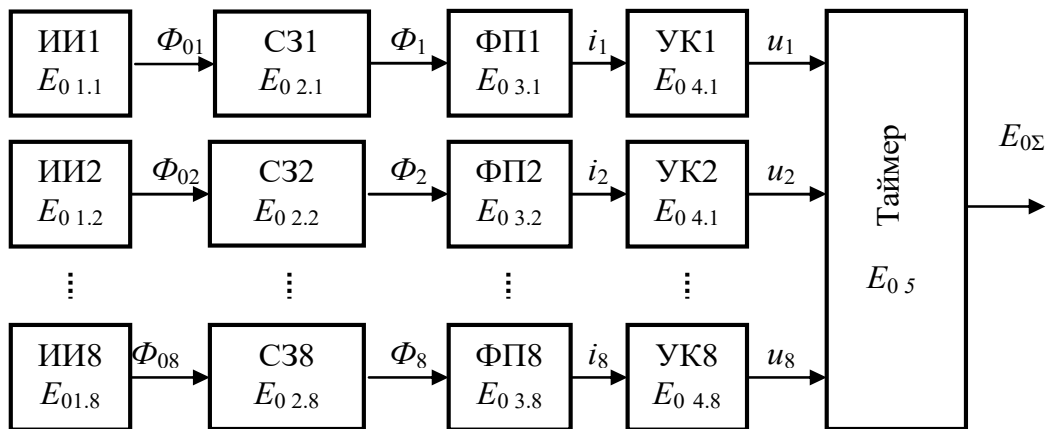 ИИ1 Φ01 СЗ1 Φ1 ФП1 i1 УК1 u1
E0 1.1 E0 2.1 E0 3.1 E0 4.1
ИИ2 Φ02 СЗ2 Φ2 ФП2 i2 УК2 u2
E0 1.2 E0 2.2 E0 3.2 E0 4.1
ИИ8 Φ08 СЗ8 Φ8 ФП8 i8 УК8 u8
E01.8 E0 2.8 E0 3.8 E0 4.8
Таймер
E0 5
E0Σ